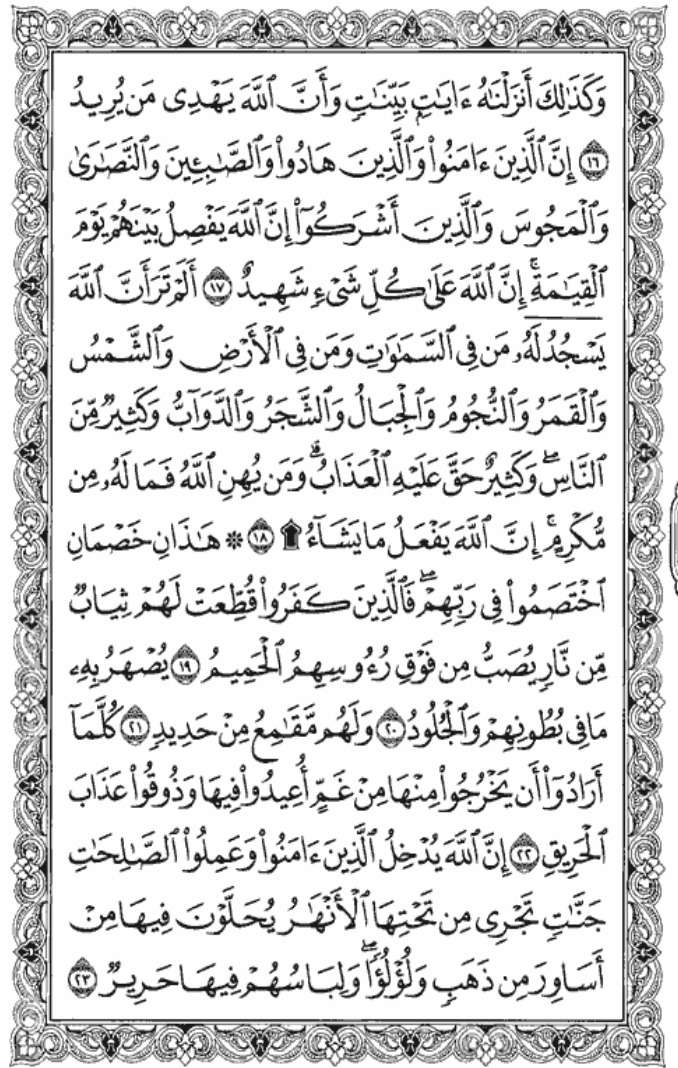 وَكَذَٰلِكَ أَنزَلْنَٰهُ ءَايَٰتٍۭ بَيِّنَٰتٍ وَأَنَّ ٱللَّهَ يَهْدِى مَن يُرِيدُ
١٦ إِنَّ ٱلَّذِينَ ءَامَنُوا۟ وَٱلَّذِينَ هَادُوا۟ وَٱلصَّٰبِـِٔينَ وَٱلنَّصَٰرَىٰ
وَٱلْمَجُوسَ وَٱلَّذِينَ أَشْرَكُوٓا۟ إِنَّ ٱللَّهَ يَفْصِلُ بَيْنَهُمْ يَوْمَ
ٱلْقِيَٰمَةِ ۚ إِنَّ ٱللَّهَ عَلَىٰ كُلِّ شَىْءٍ شَهِيدٌ ١٧ أَلَمْ تَرَ أَنَّ ٱللَّهَ
يَسْجُدُ لَهُۥ مَن فِى ٱلسَّمَٰوَٰتِ وَمَن فِى ٱلْأَرْضِ وَٱلشَّمْسُ
وَٱلْقَمَرُ وَٱلنُّجُومُ وَٱلْجِبَالُ وَٱلشَّجَرُ وَٱلدَّوَآبُّ وَكَثِيرٌ مِّنَ
ٱلنَّاسِ ۖ وَكَثِيرٌ حَقَّ عَلَيْهِ ٱلْعَذَابُ ۗ وَمَن يُهِنِ ٱللَّهُ فَمَا لَهُۥ مِن
مُّكْرِمٍ ۚ إِنَّ ٱللَّهَ يَفْعَلُ مَا يَشَآءُ ۩ ١٨ ۞ هَٰذَانِ خَصْمَانِ
ٱخْتَصَمُوا۟ فِى رَبِّهِمْ ۖ فَٱلَّذِينَ كَفَرُوا۟ قُطِّعَتْ لَهُمْ ثِيَابٌ
مِّن نَّارٍ يُصَبُّ مِن فَوْقِ رُءُوسِهِمُ ٱلْحَمِيمُ ١٩ يُصْهَرُ بِهِۦ
مَا فِى بُطُونِهِمْ وَٱلْجُلُودُ ٢٠ وَلَهُم مَّقَٰمِعُ مِنْ حَدِيدٍ ٢١ كُلَّمَآ
أَرَادُوٓا۟ أَن يَخْرُجُوا۟ مِنْهَا مِنْ غَمٍّ أُعِيدُوا۟ فِيهَا وَذُوقُوا۟ عَذَابَ
ٱلْحَرِيقِ ٢٢ إِنَّ ٱللَّهَ يُدْخِلُ ٱلَّذِينَ ءَامَنُوا۟ وَعَمِلُوا۟ ٱلصَّٰلِحَٰتِ
جَنَّٰتٍ تَجْرِى مِن تَحْتِهَا ٱلْأَنْهَٰرُ يُحَلَّوْنَ فِيهَا مِنْ
أَسَاوِرَ مِن ذَهَبٍ وَلُؤْلُؤًا ۖ وَلِبَاسُهُمْ فِيهَا حَرِيرٌ ٢٣